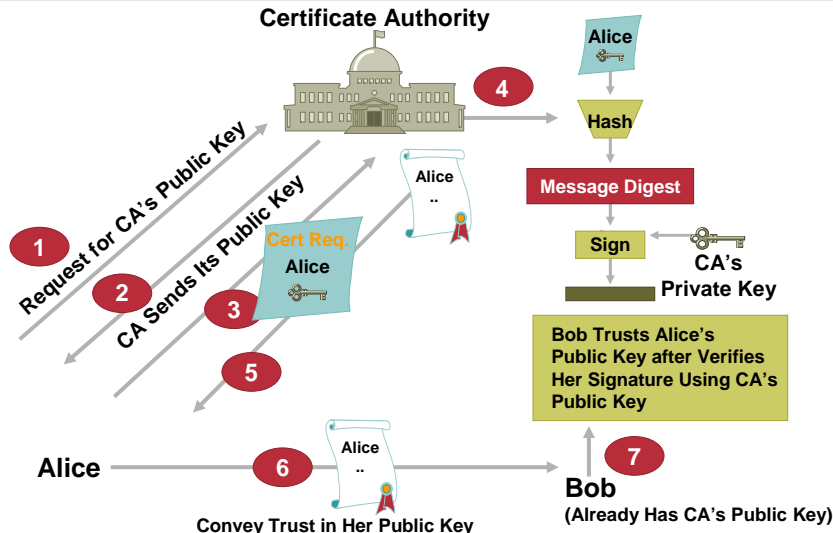 Certificate Authority
Alice
4
Hash
Request for CA's Public Key
Alice
..
Message Digest
1
Cert Req.
Alice
Sign
CA's
Private Key
2
CA Sends Its Public Key
3
Bob Trusts Alice's
Public Key after Verifies
Her Signature Using CA's
Public Key
5
Alice
6
Alice
..
7
Bob
(Already Has CA's Public Key)
Convey Trust in Her Public Key